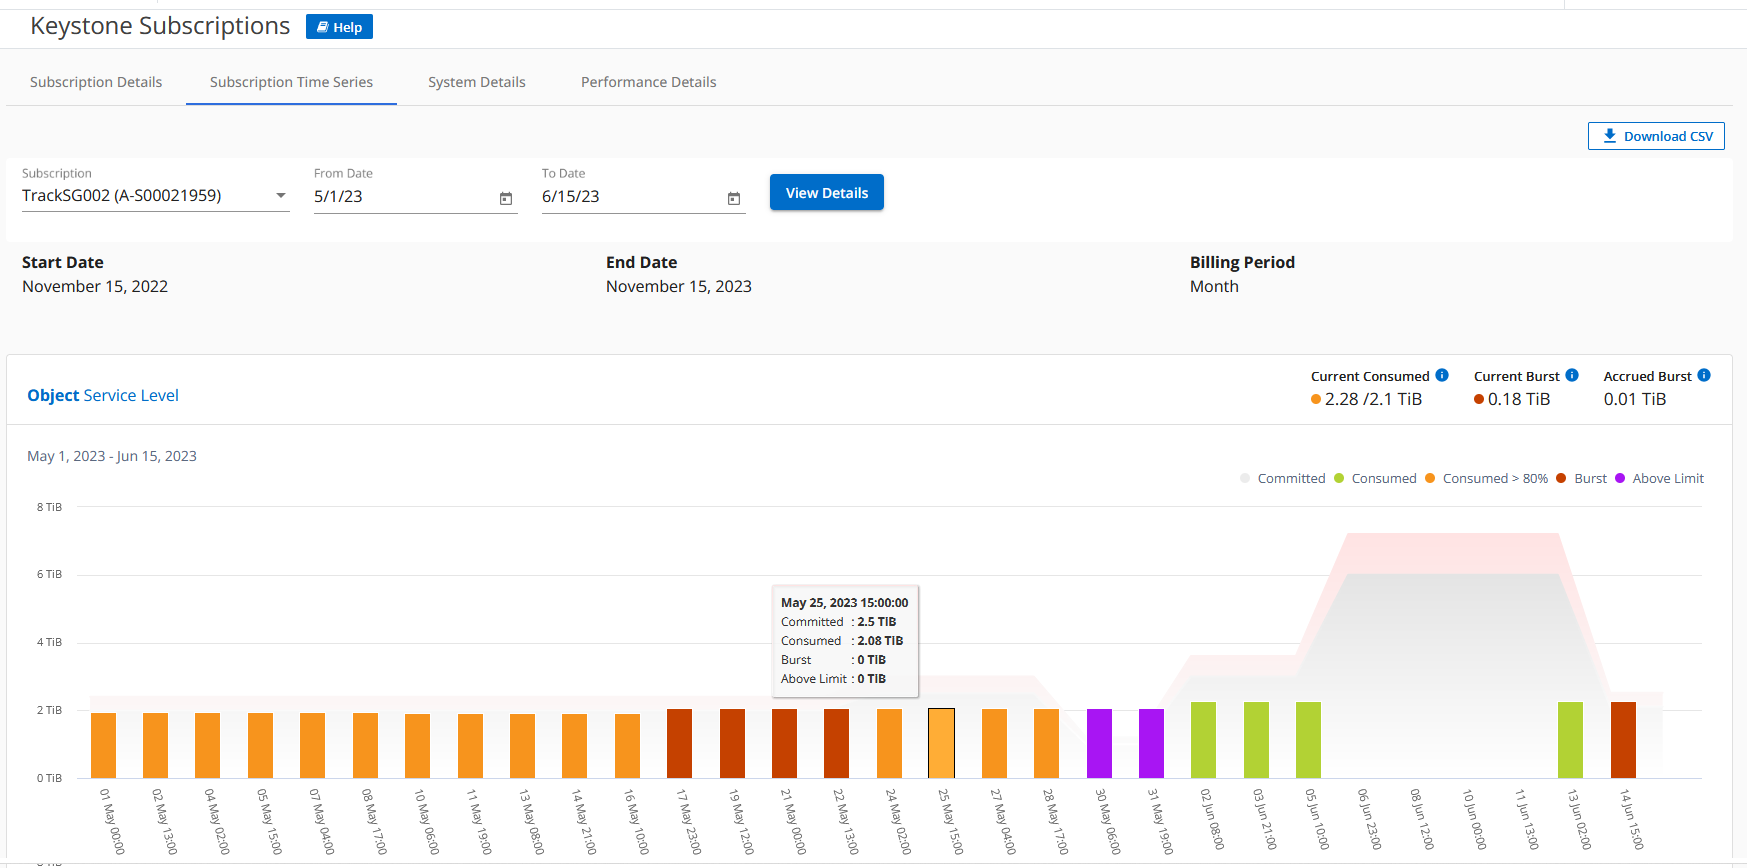 Keystone Subscriptions
Help
Subscription Details
Subscription Time Series
System Details
Performance Details
Download CSV
Subscription
TrackSG002 (A-S00021959)
From Date
5/1/23
To Date
6/15/23
View Details
Start Date
November 15, 2022
End Date
November 15, 2023
Billing Period
Month
Object Service Level
Current Consumed
2.28 /2.1 TiB
Current Burst
0.18 TiB
Accrued Burst
0.01 TiB
May 1, 2023 - Jun 15, 2023
Committed
Consumed
Consumed > 80%
Burst
Above Limit
8 TiB
6 TiB
4 TiB
2 TiB
0 TiB
May 25, 2023 15:00:00
Committed : 2.5 TiB
Consumed : 2.08 TiB
Burst : 0 TiB
Above Limit : 0 TiB
01 May 00:00
02 May 13:00
04 May 02:00
05 May 15:00
07 May 04:00
08 May 17:00
10 May 06:00
11 May 19:00
13 May 08:00
14 May 21:00
16 May 10:00
17 May 23:00
19 May 12:00
21 May 00:00
22 May 13:00
24 May 02:00
25 May 15:00
27 May 04:00
28 May 17:00
30 May 06:00
31 May 19:00
02 Jun 08:00
03 Jun 21:00
05 Jun 10:00
06 Jun 23:00
08 Jun 12:00
10 Jun 00:00
11 Jun 13:00
13 Jun 02:00
14 Jun 15:00